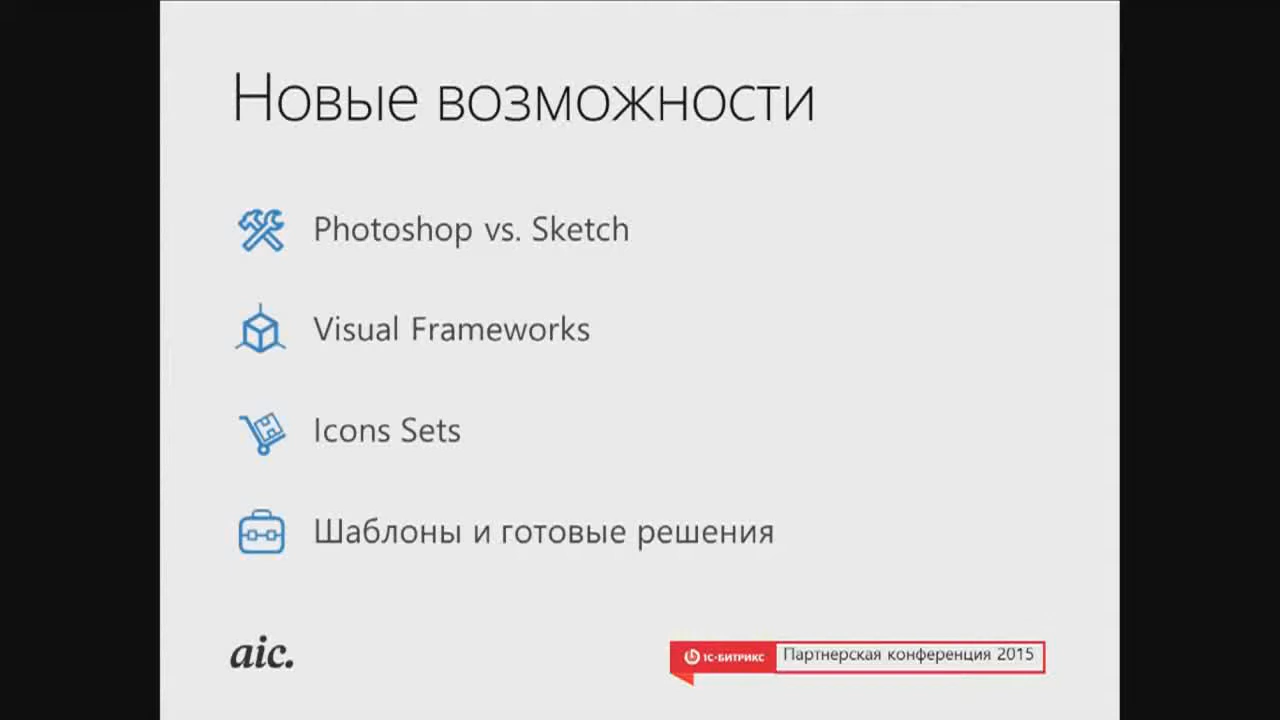 Новые возможности
Photoshop vs. Sketch
Visual Frameworks
Icons Sets
Шаблоны и готовые решения
aic.
1С-БИТРИКС Партнерская конференция 2015